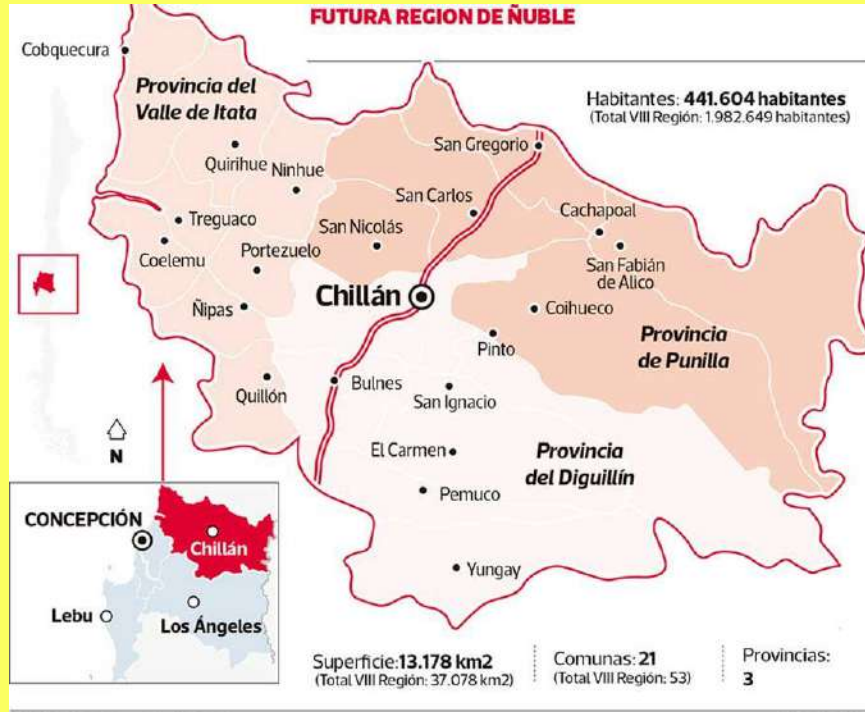 FUTURA REGION DE ÑUBLE
Cobquecura
Provincia del
Valle de Itata
Habitantes: 441.604 habitantes
(Total VIII Región: 1.982.649 habitantes)
San Gregorio
Quirihue
Ninhue
San Carlos
Cachapoal
Treguaco
San Nicolás
Coelemu
Portezuelo
San Fabián
de Alico
Chillán
Ñipas
Coihueco
Pinto
Provincia
de Punilla
Quillón
Bulnes
San Ignacio
N
El Carmen
Provincia
del Diguillín
Pemuco
CONCEPCIÓN
Chillán
Yungay
Lebu
Los Ángeles
Superficie:13.178 km2
(Total VIII Región: 37.078 km2)
Comunas: 21
(Total VIII Región: 53)
Provincias:
3